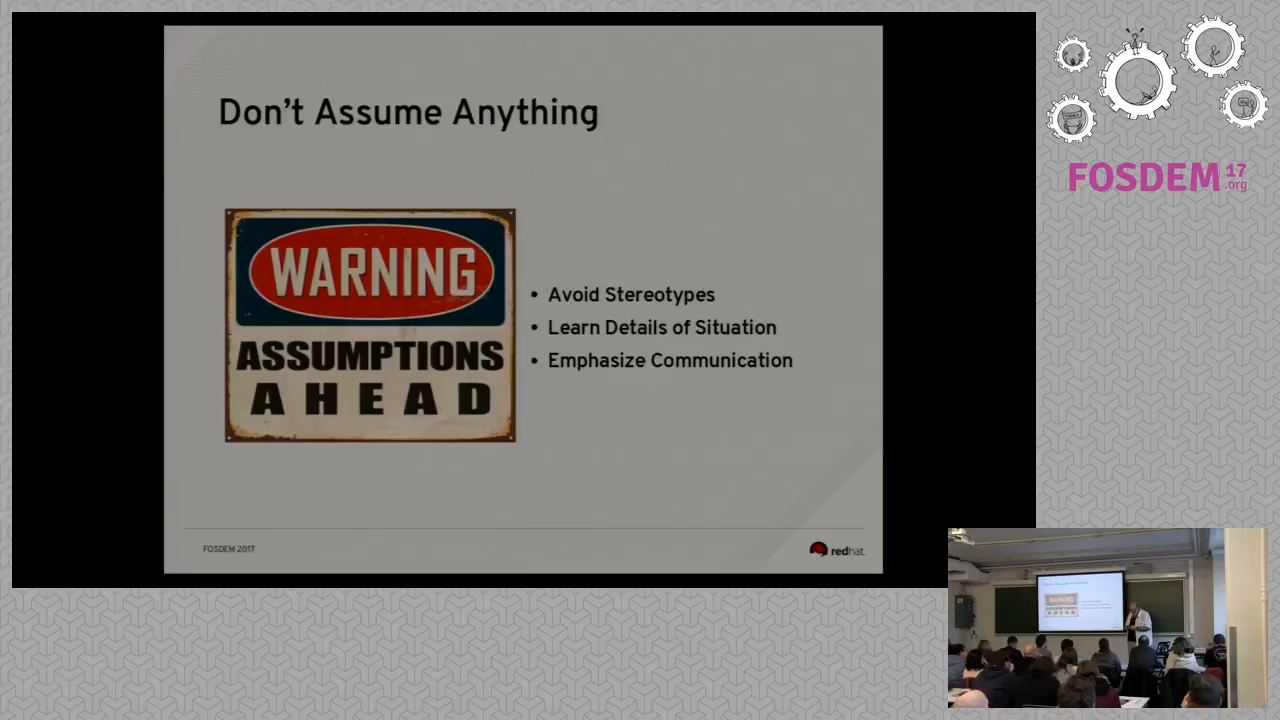 Don't Assume Anything
WARNING
ASSUMPTIONS
AHEAD
• Avoid Stereotypes
• Learn Details of Situation
• Emphasize Communication
FOSDEM 2017
redhat.
FOSDEM 17
.org